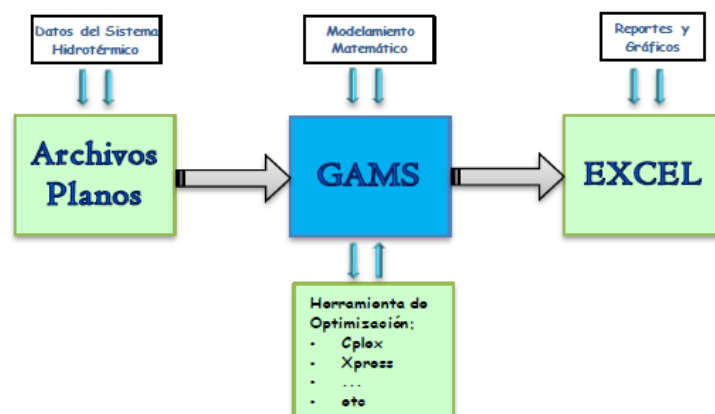 Datos del Sistema
Hidrotérmico
Modelamiento
Matemático
Reportes y
Gráficos
Archivos
Planos
GAMS
EXCEL
Herramienta de
Optimización:
- Cplex
- Xpress
- ...
- etc